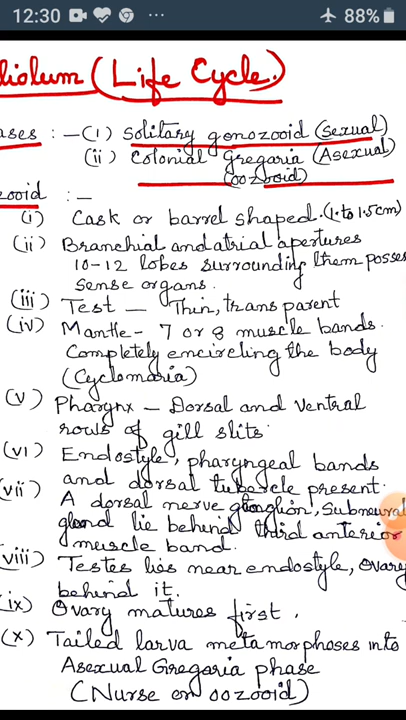 12:30 88%
liolum (Life Cycle.)
ases :- (i) Solitary gonozooid (sexual)
(ii) Colonial Gregaria (Asexual)
(oozooid)
zooid :-
(i) Cask or barrel shaped. (1. to 1.5cm)
(ii) Branchial and atrial apertures
10-12 lobes surrounding them posses
sense organs.
(iii) Test - Thin, transparent
(iv) Mantle - 7 or 8 muscle bands.
Completely encircling the body
(Cyclomaria)
(v) Pharynx - Dorsal and ventral
rows of gill slits.
(vi) Endostyle, pharyngeal bands
and dorsal tubercle present.
(vii) A dorsal nerve ganglion, Subneural
gland lie behind third anterior
muscle band.
(viii) Testes lies near endostyle, Ovary
behind it.
(ix) Ovary matures first.
(x) Tailed larva metamorphoses into
Asexual Gregaria phase
(Nurse or oozooid)